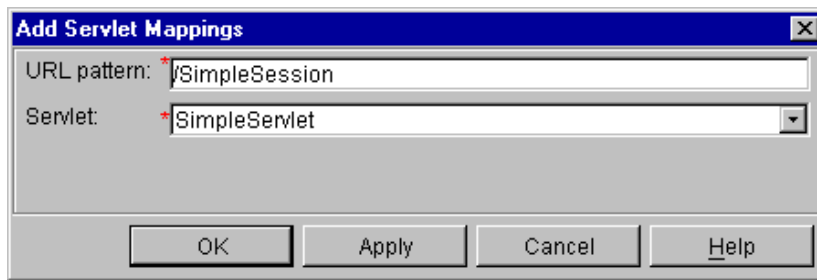 Add Servlet Mappings
URL pattern: */SimpleSession
Servlet: *SimpleServlet
OK Apply Cancel Help